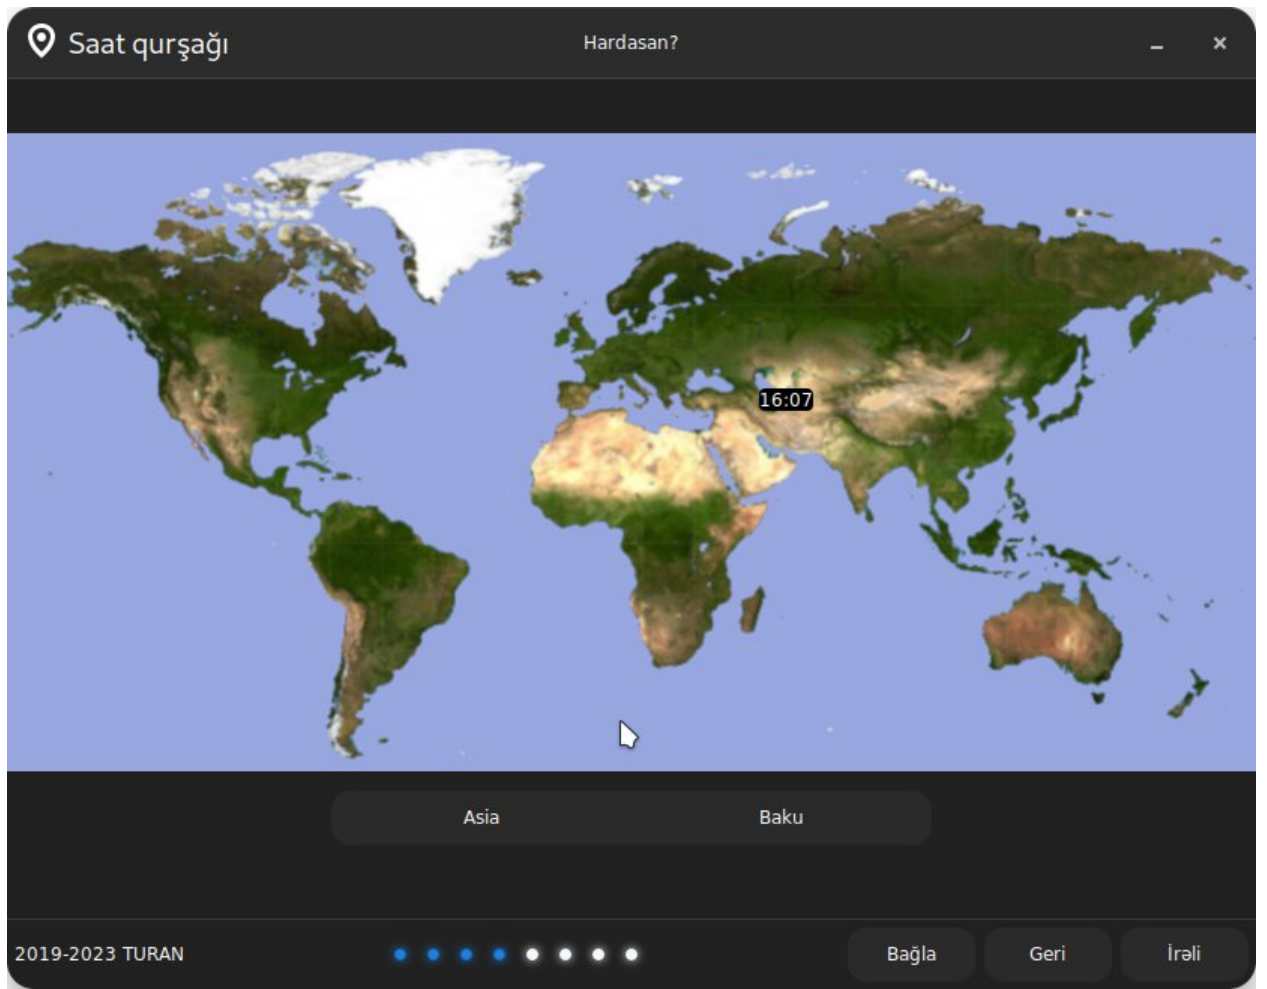 Saat qurşağı
Hardasan?
16:07
Asia
Baku
2019-2023 TURAN
Bağla
Geri
İrəli